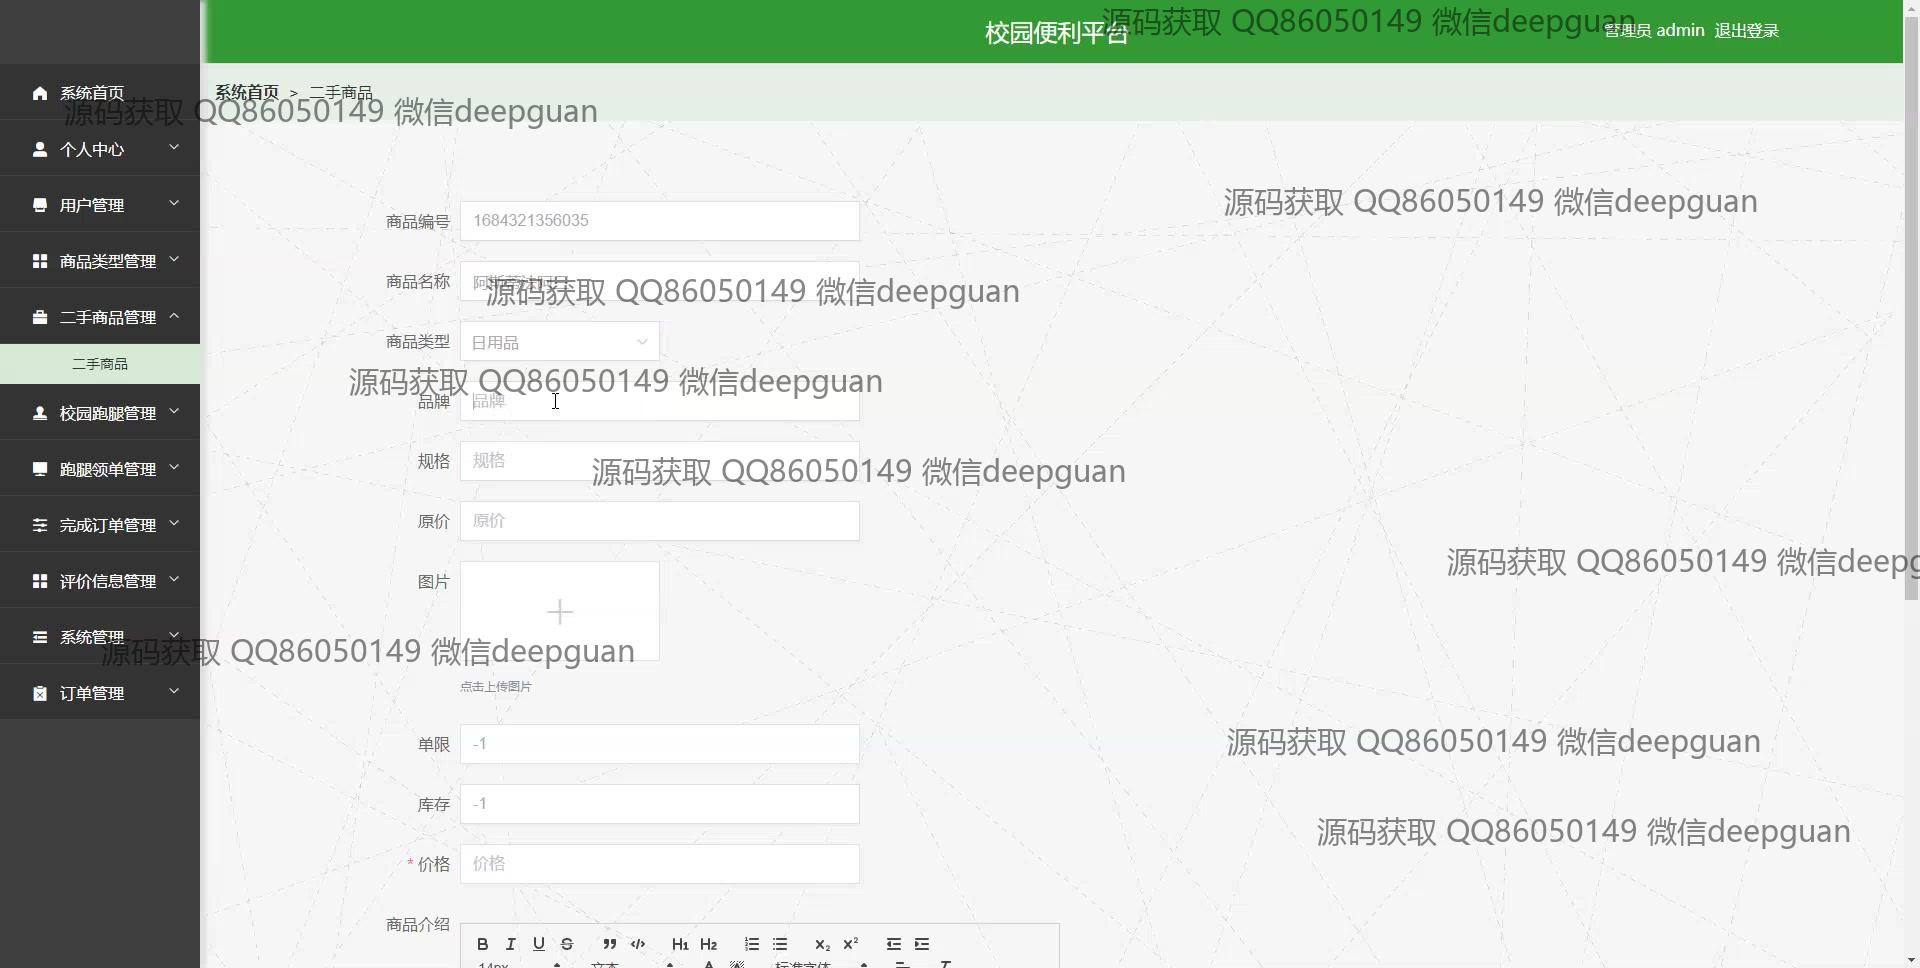 校园便利平台
源码获取 QQ86050149 微信deepguan
管理员 admin 退出登录
系统首页
系统首页 > 二手商品
源码获取 QQ86050149 微信deepguan
个人中心
用户管理
源码获取 QQ86050149 微信deepguan
商品编号 1684321356035
商品类型管理
商品名称
源码获取 QQ86050149 微信deepguan
二手商品管理
商品类型 日用品
二手商品
源码获取 QQ86050149 微信deepguan
品牌 品牌
校园跑腿管理
规格 规格
源码获取 QQ86050149 微信deepguan
跑腿领单管理
完成订单管理
原价 原价
源码获取 QQ86050149 微信deepg
评价信息管理
图片
系统管理
源码获取 QQ86050149 微信deepguan
订单管理
点击上传图片
单限 -1
源码获取 QQ86050149 微信deepguan
库存 -1
源码获取 QQ86050149 微信deepguan
* 价格 价格
商品介绍
B I U S ” </> H1 H2 x₂ x²
14px 文本 标准字体